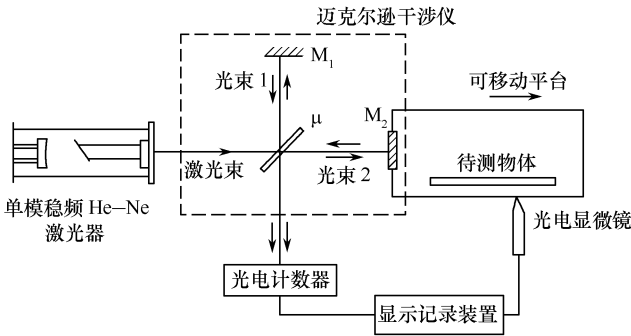 迈克尔逊干涉仪
M₁
光束 1
可移动平台
μ
M₂
激光束
光束 2
待测物体
单模稳频 He–Ne
激光器
光电显微镜
光电计数器
显示记录装置